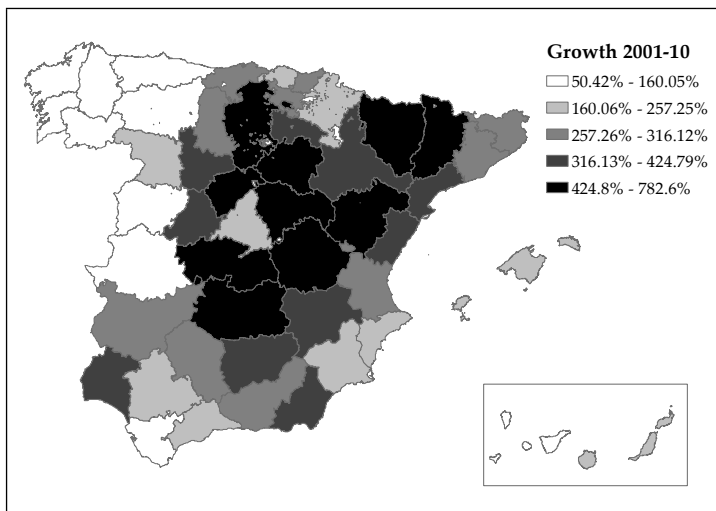 Growth 2001-10
50.42% - 160.05%
160.06% - 257.25%
257.26% - 316.12%
316.13% - 424.79%
424.8% - 782.6%